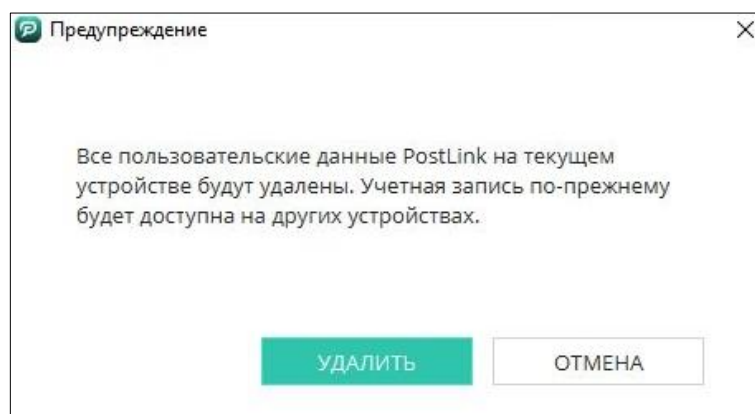 Предупреждение
Все пользовательские данные PostLink на текущем
устройстве будут удалены. Учетная запись по-прежнему
будет доступна на других устройствах.
УДАЛИТЬ ОТМЕНА